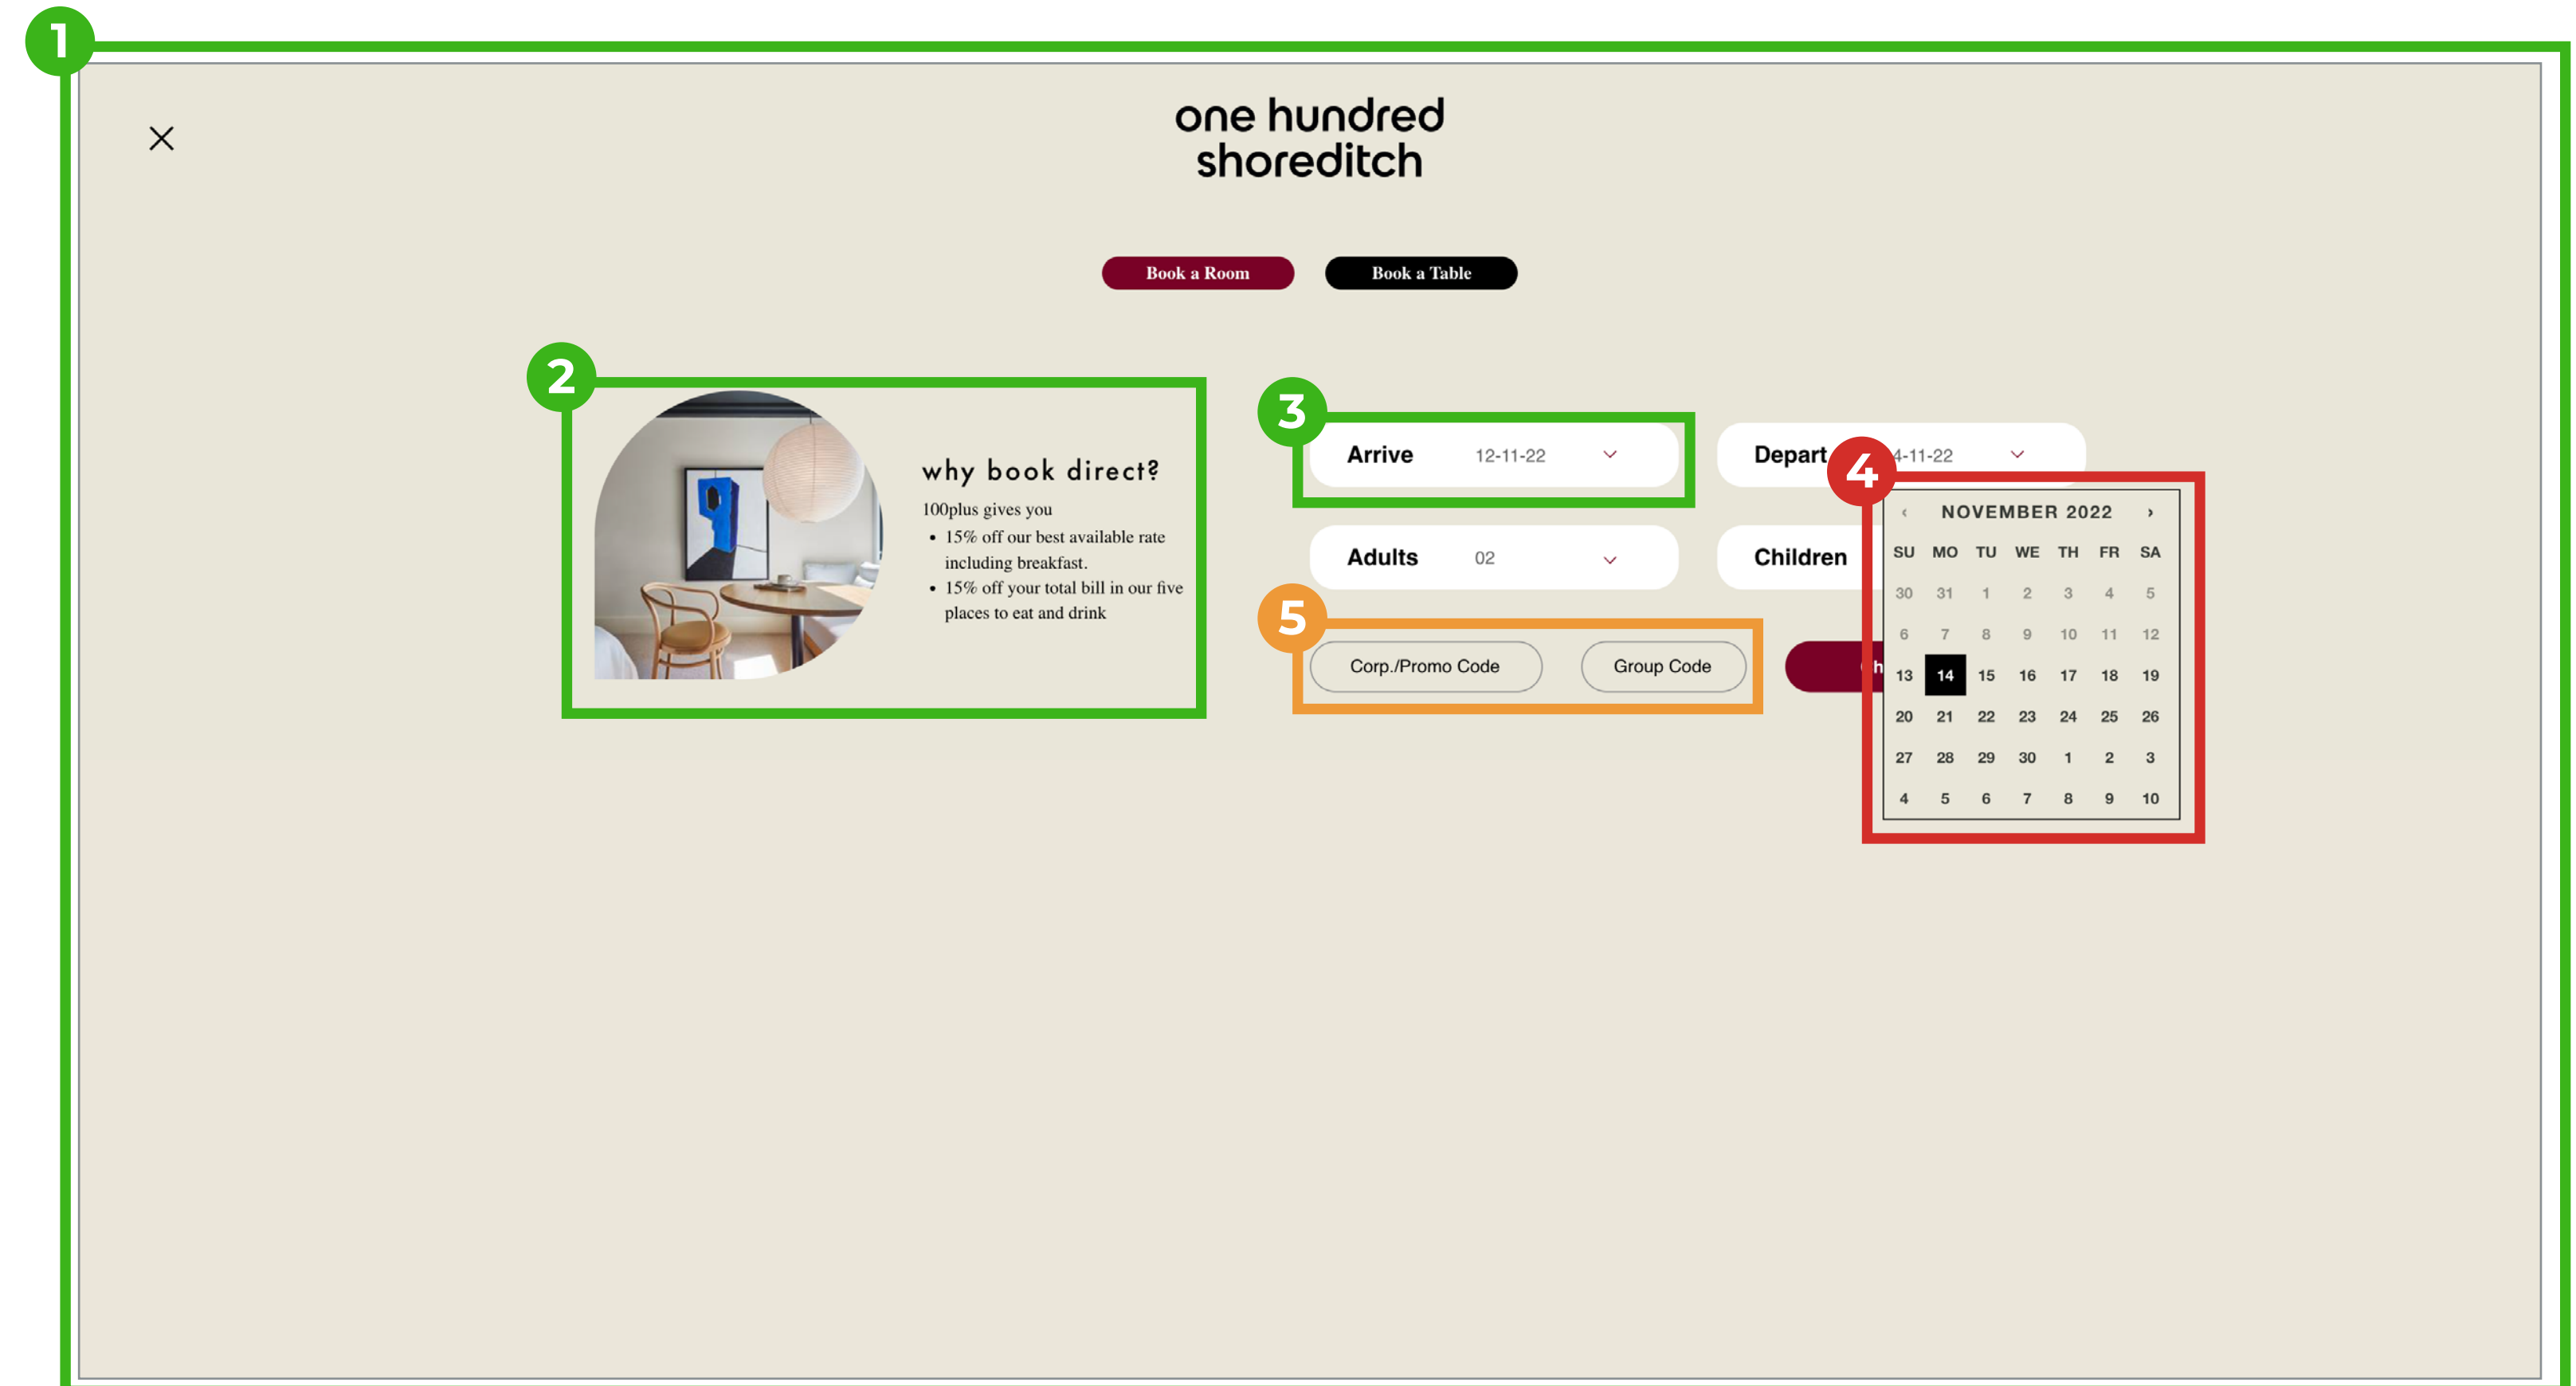 1
one hundred
shoreditch
Book a Room Book a Table
2
why book direct?
100plus gives you
• 15% off our best available rate
including breakfast.
• 15% off your total bill in our five
places to eat and drink
3
Arrive 12-11-22
Depart 4-11-22
Adults 02
Children
4
‹ NOVEMBER 2022 ›
SU MO TU WE TH FR SA
30 31 1 2 3 4 5
6 7 8 9 10 11 12
13 14 15 16 17 18 19
20 21 22 23 24 25 26
27 28 29 30 1 2 3
4 5 6 7 8 9 10
5
Corp./Promo Code Group Code